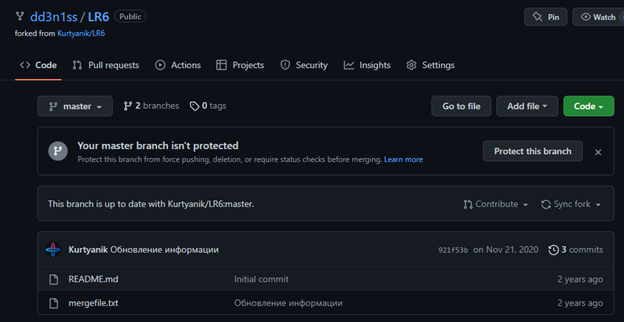 dd3n1ss / LR6 Public Pin Watch
forked from Kurtyanik/LR6
Code Pull requests Actions Projects Security Insights Settings
master 2 branches 0 tags Go to file Add file Code
Your master branch isn't protected
Protect this branch from force pushing, deletion, or require status checks before merging. Learn more
Protect this branch
This branch is up to date with Kurtyanik/LR6:master. Contribute Sync fork
Kurtyanik Обновление информации 921f53b on Nov 21, 2020 3 commits
README.md Initial commit 2 years ago
mergefile.txt Обновление информации 2 years ago